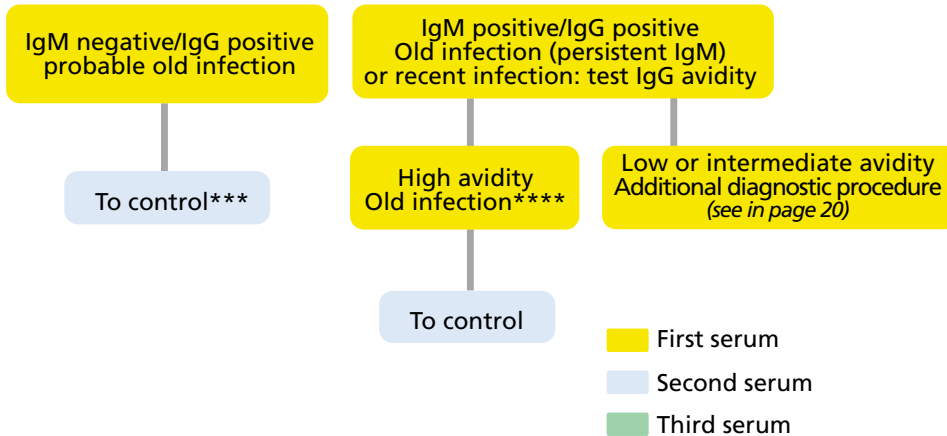 IgM negative/IgG positive
probable old infection
IgM positive/IgG positive
Old infection (persistent IgM)
or recent infection: test IgG avidity
To control***
High avidity
Old infection****
Low or intermediate avidity
Additional diagnostic procedure
(see in page 20)
To control
First serum
Second serum
Third serum